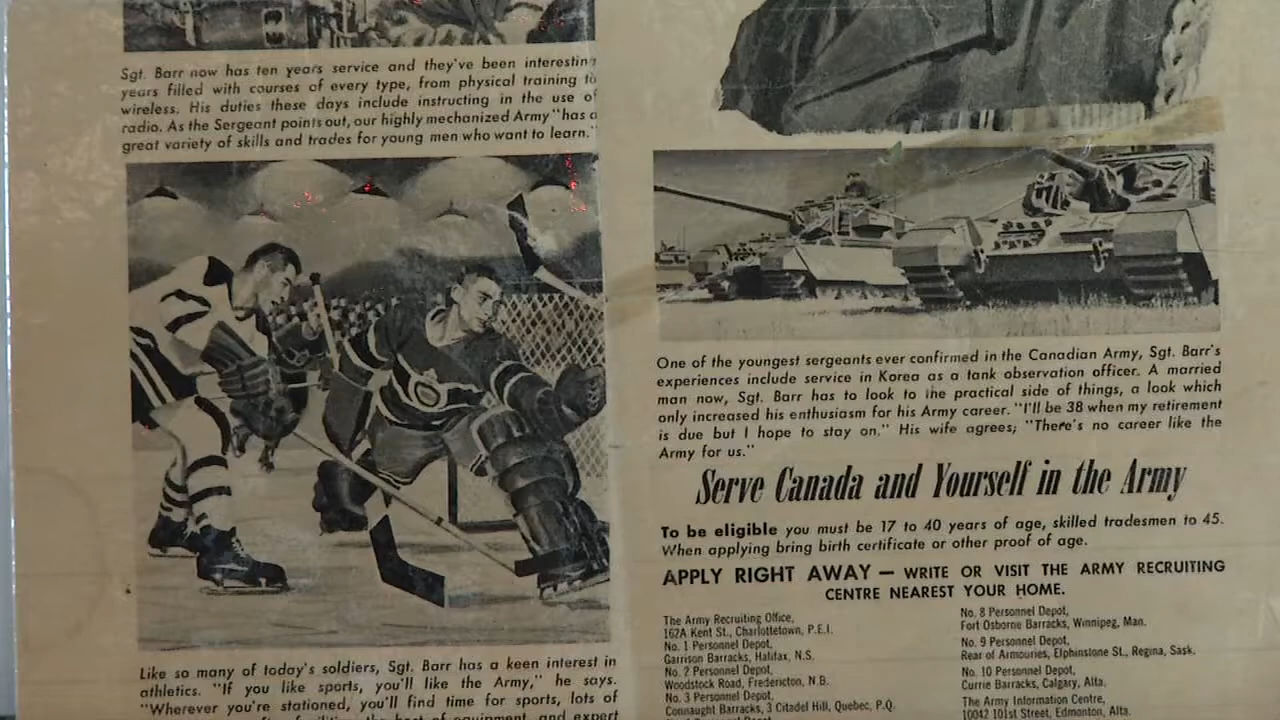 Sgt. Barr now has ten years service and they've been interesting
years filled with courses of every type, from physical training to
wireless. His duties these days include instructing in the use of
radio. As the Sergeant points out, our highly mechanized Army "has a
great variety of skills and trades for young men who want to learn."
Like so many of today's soldiers, Sgt. Barr has a keen interest in
athletics. "If you like sports, you'll like the Army," he says.
"Wherever you're stationed, you'll find time for sports, lots of
the best of equipment and expert
One of the youngest sergeants ever confirmed in the Canadian Army, Sgt. Barr's
experiences include service in Korea as a tank observation officer. A married
man now, Sgt. Barr has to look to the practical side of things, a look which
only increased his enthusiasm for his Army career. "I'll be 38 when my retirement
is due but I hope to stay on." His wife agrees; "There's no career like the
Army for us."
Serve Canada and Yourself in the Army
To be eligible you must be 17 to 40 years of age, skilled tradesmen to 45.
When applying bring birth certificate or other proof of age.
APPLY RIGHT AWAY — WRITE OR VISIT THE ARMY RECRUITING
CENTRE NEAREST YOUR HOME.
The Army Recruiting Office,
162A Kent St., Charlottetown, P.E.I.
No. 1 Personnel Depot,
Garrison Barracks, Halifax, N.S.
No. 2 Personnel Depot,
Woodstock Road, Fredericton, N.B.
No. 3 Personnel Depot,
Connaught Barracks, 3 Citadel Hill, Quebec, P.Q.
No. 8 Personnel Depot,
Fort Osborne Barracks, Winnipeg, Man.
No. 9 Personnel Depot,
Rear of Armouries, Elphinstone St., Regina, Sask.
No. 10 Personnel Depot,
Currie Barracks, Calgary, Alta.
The Army Information Centre,
10042 101st Street, Edmonton, Alta.